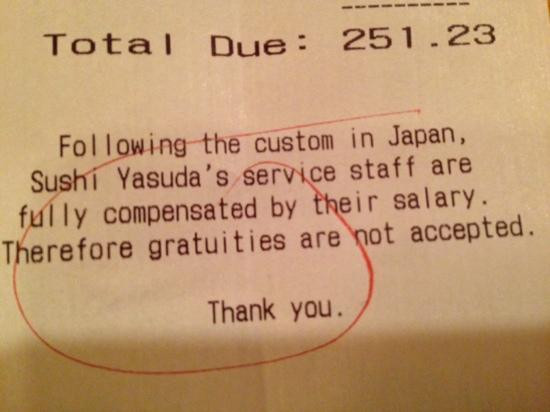 Total Due: 251.23
Following the custom in Japan,
Sushi Yasuda's service staff are
fully compensated by their salary.
Therefore gratuities are not accepted.
Thank you.